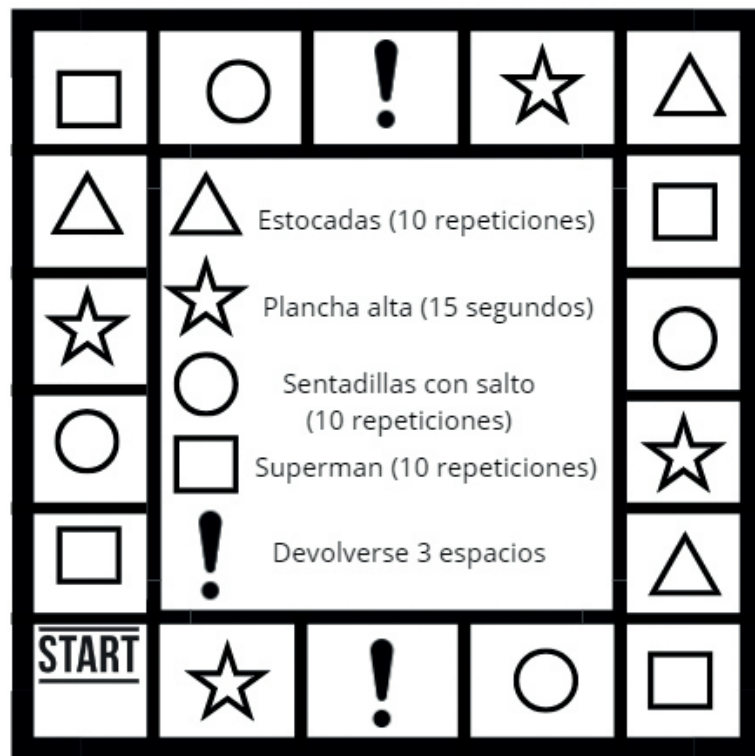 Estocadas (10 repeticiones)
Plancha alta (15 segundos)
Sentadillas con salto
(10 repeticiones)
Superman (10 repeticiones)
Devolverse 3 espacios
START